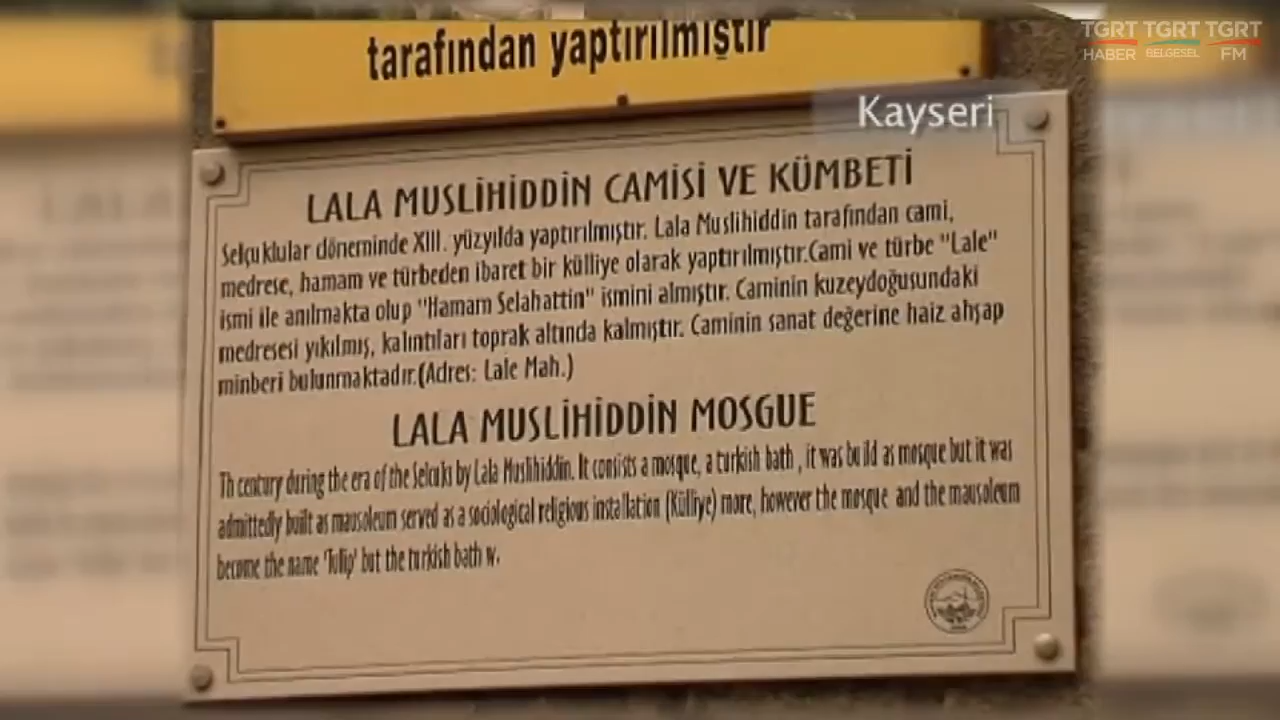 TGRT TGRT TGRT
HABER BELGESEL FM
tarafından yaptırılmıştır
Kayseri
LALA MUSLİHİDDİN CAMİSİ VE KÜMBETİ
Selçuklular döneminde XIII. yüzyılda yaptırılmıştır. Lala Muslihiddin tarafından cami,
medrese, hamam ve türbeden ibaret bir külliye olarak yaptırılmıştır.Cami ve türbe "Lale"
ismi ile anılmakta olup "Hamam Selahattin" ismini almıştır. Caminin kuzeydoğusundaki
medresesi yıkılmış, kalıntıları toprak altında kalmıştır. Caminin sanat değerine haiz ahşap
minberi bulunmaktadır.(Adres: Lale Mah.)
LALA MUSLİHİDDİN MOSGUE
Th century during the era of the Selcuks by Lala Muslihiddin. It consists a mosque, a turkish bath , it was build as mosque but it was
admittedly built as mausoleum served as a sociological religious installation (Külliye) more, however the mosque and the mausoleum
become the name 'Tulip' but the turkish bath w.